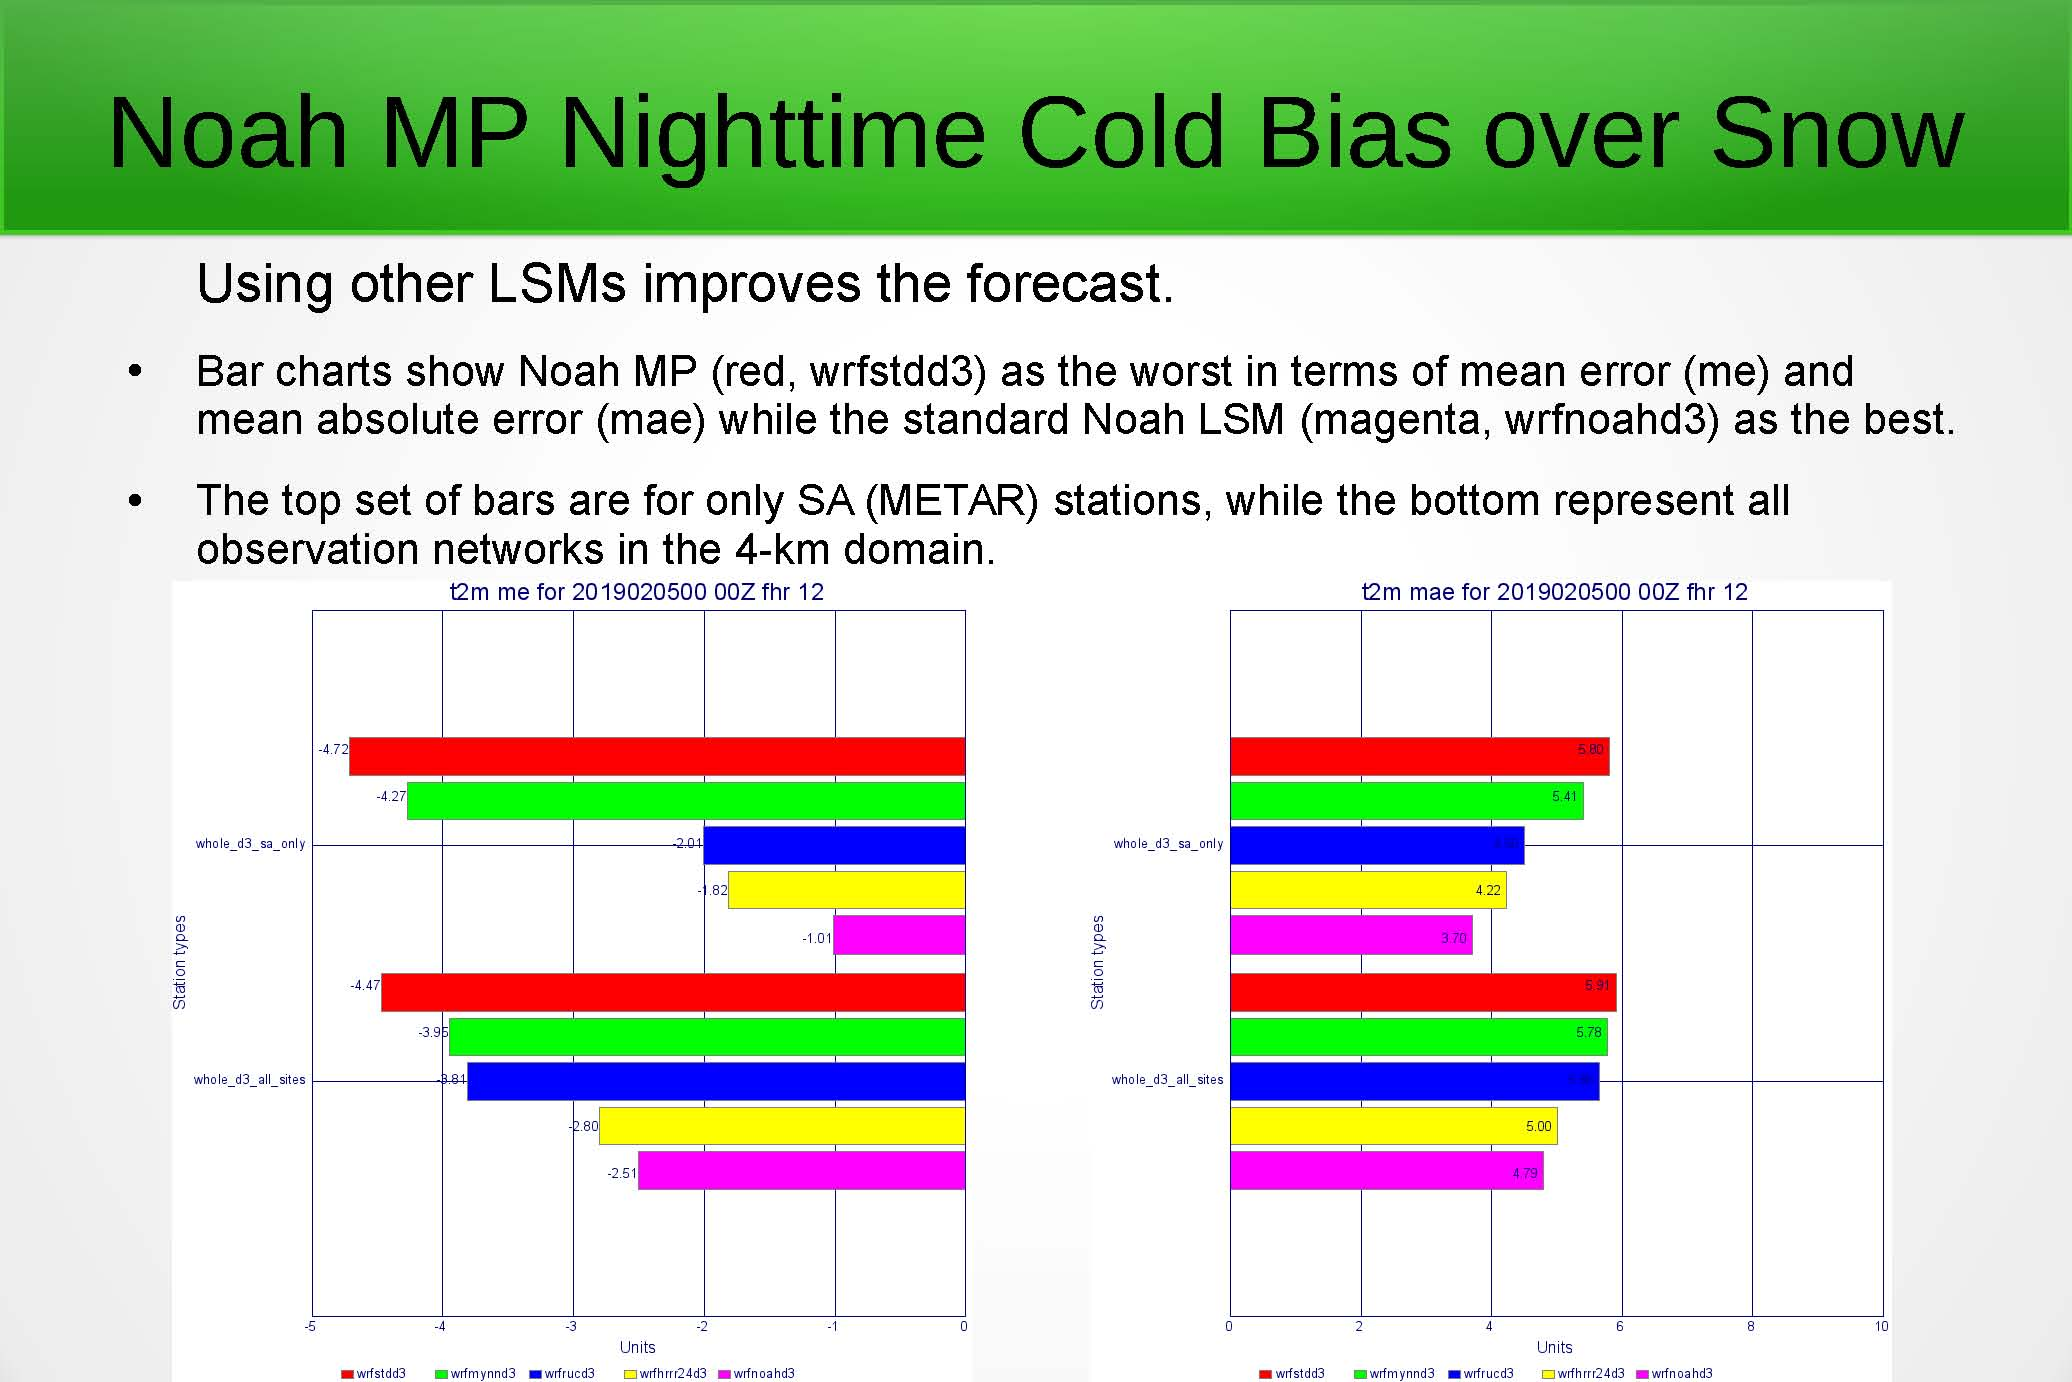 Noah MP Nighttime Cold Bias over Snow
Using other LSMs improves the forecast.
• Bar charts show Noah MP (red, wrfstdd3) as the worst in terms of mean error (me) and
mean absolute error (mae) while the standard Noah LSM (magenta, wrfnoahd3) as the best.
• The top set of bars are for only SA (METAR) stations, while the bottom represent all
observation networks in the 4-km domain.
t2m me for 2019020500 00Z fhr 12
-4.72
-4.27
whole_d3_sa_only
-2.01
-1.82
-1.01
Station types
-4.47
-3.95
whole_d3_all_sites
-3.81
-2.80
-2.51
-5 -4 -3 -2 -1 0
Units
wrfstdd3 wrfmynnd3 wrfrucd3 wrfhrrr24d3 wrfnoahd3
t2m mae for 2019020500 00Z fhr 12
5.80
5.41
whole_d3_sa_only
4.22
3.70
Station types
5.91
5.78
whole_d3_all_sites
5.00
4.79
0 2 4 6 8 10
Units
wrfstdd3 wrfmynnd3 wrfrucd3 wrfhrrr24d3 wrfnoahd3